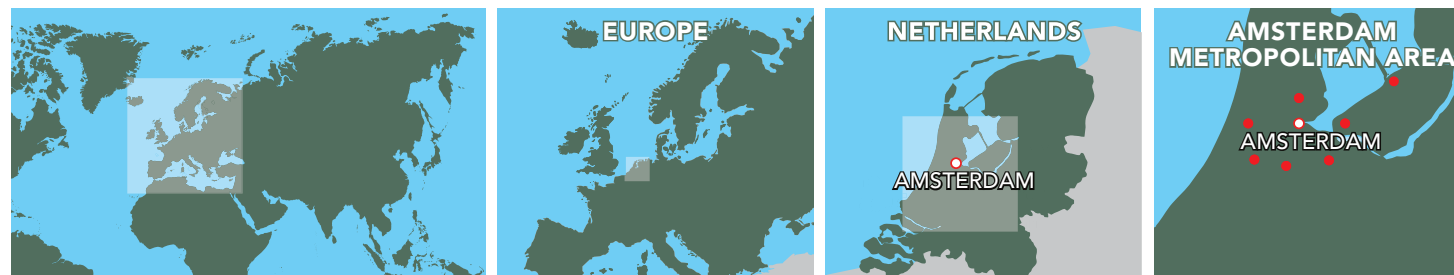 EUROPE
NETHERLANDS
AMSTERDAM
AMSTERDAM
METROPOLITAN AREA
AMSTERDAM